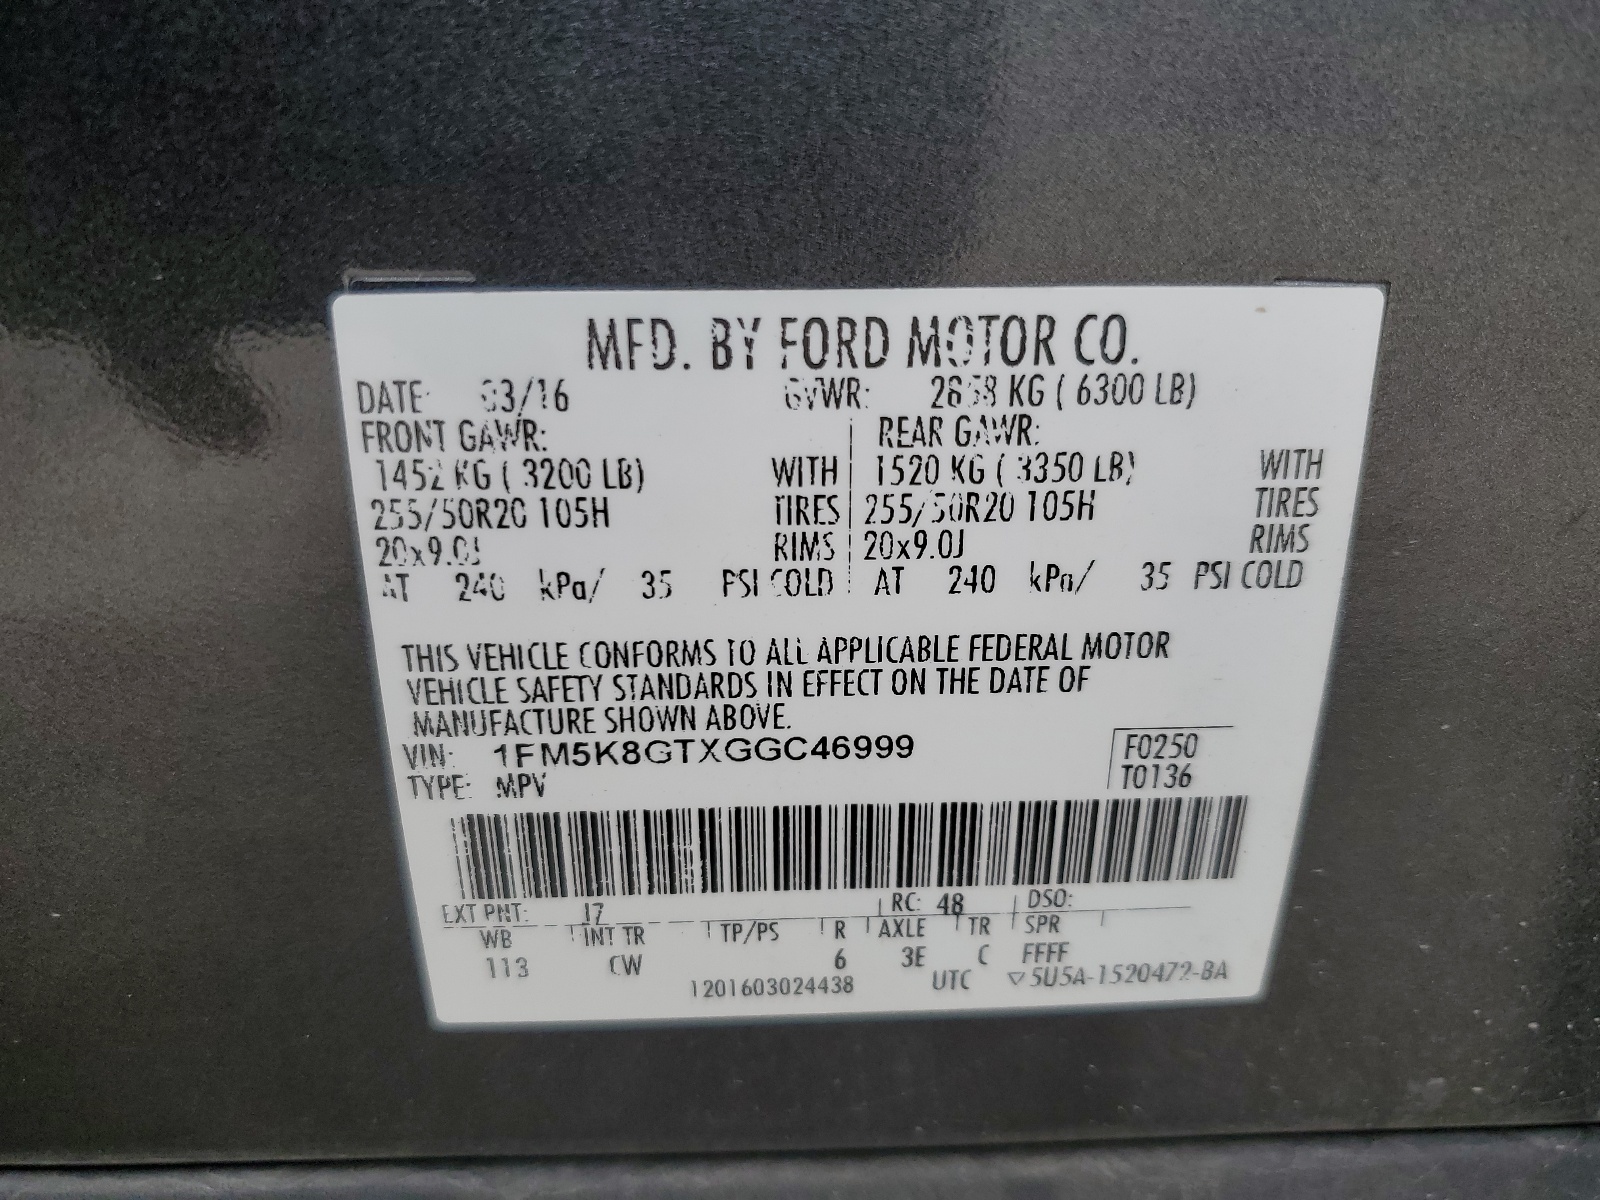 MFD. BY FORD MOTOR CO.
DATE: 03/16 GVWR: 2858 KG ( 6300 LB)
FRONT GAWR: REAR GAWR:
1452 KG ( 3200 LB) WITH 1520 KG ( 3350 LB) WITH
255/50R20 105H TIRES 255/50R20 105H TIRES
20x9.0J RIMS 20x9.0J RIMS
AT 240 kPa/ 35 PSI COLD AT 240 kPa/ 35 PSI COLD
THIS VEHICLE CONFORMS TO ALL APPLICABLE FEDERAL MOTOR
VEHICLE SAFETY STANDARDS IN EFFECT ON THE DATE OF
MANUFACTURE SHOWN ABOVE.
VIN: 1FM5K8GTXGGC46999 F0250
TYPE: MPV T0136
EXT PNT: J7 RC: 48 DSO:
WB INT TR TP/PS R AXLE TR SPR
113 CW 6 3E C FFFF
1201603024438 UTC ▽5U5A-1520472-BA